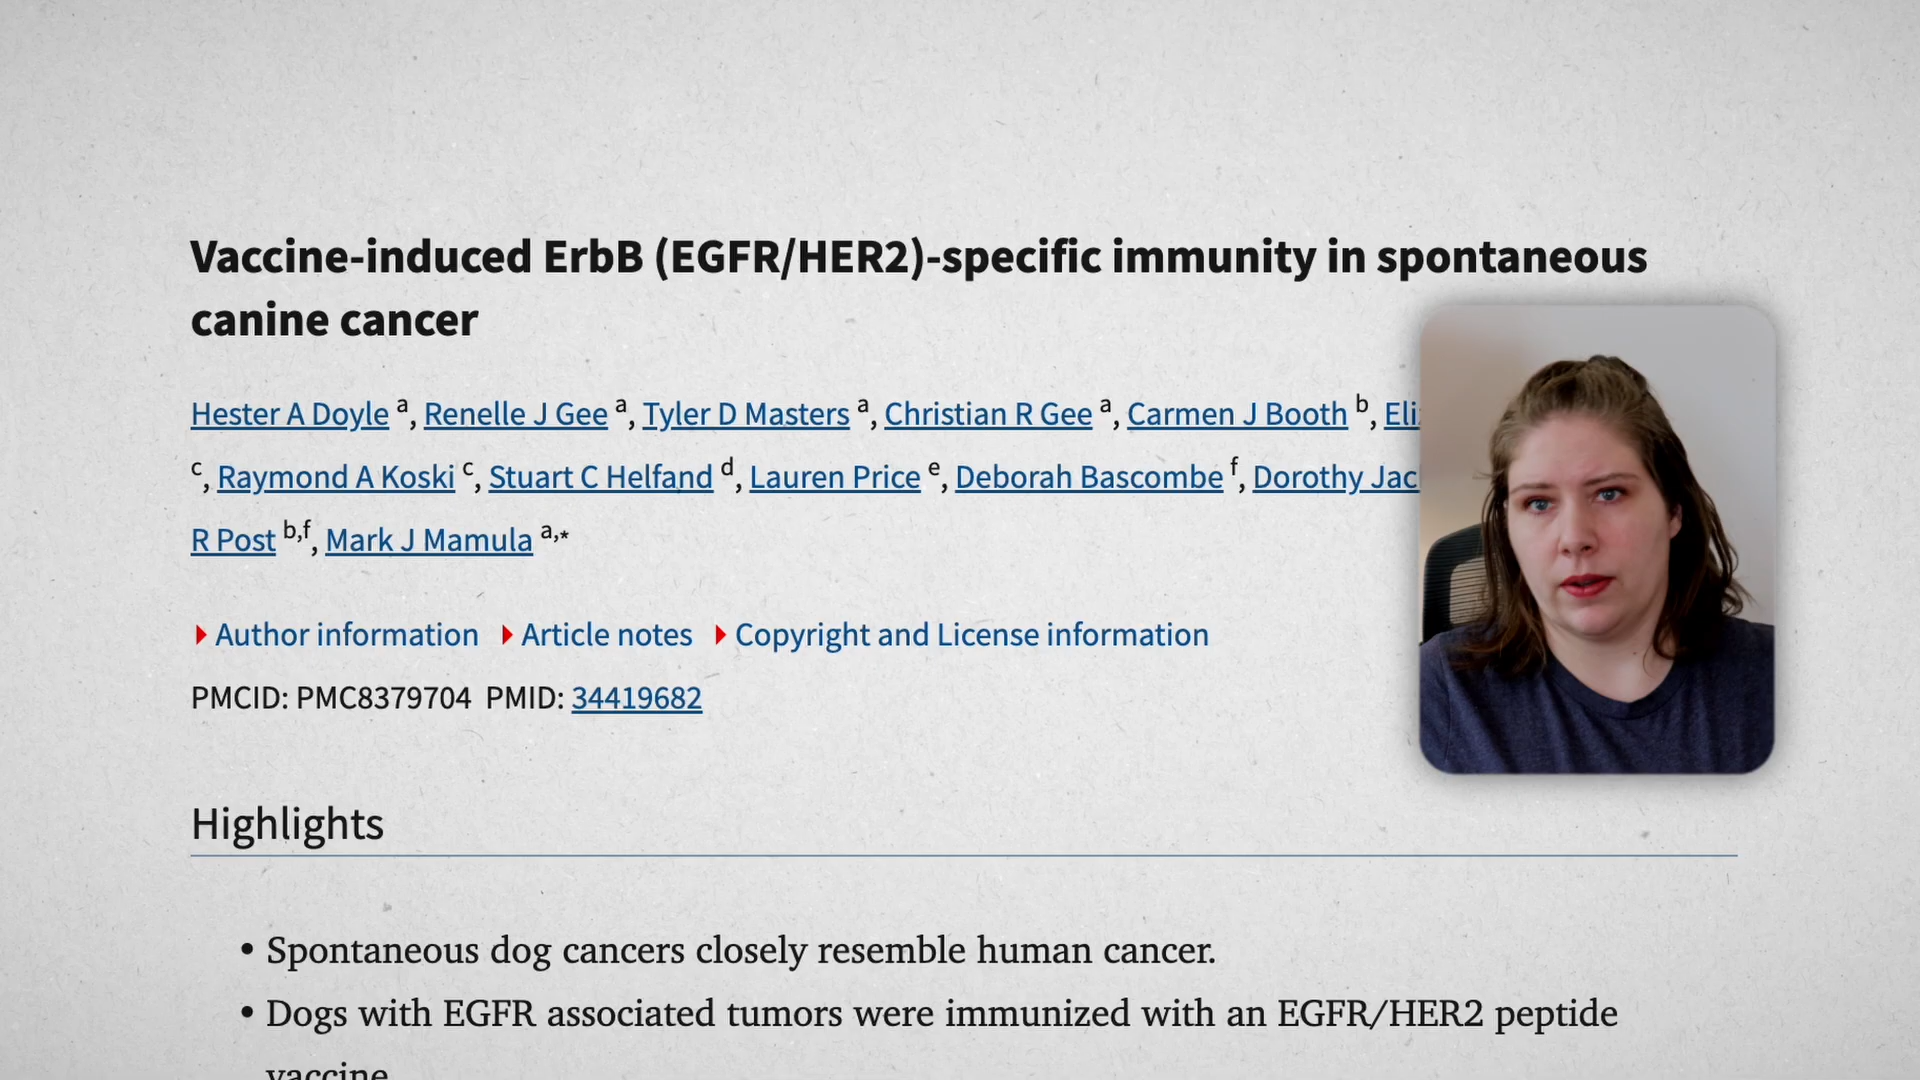 Vaccine-induced ErbB (EGFR/HER2)-specific immunity in spontaneous
canine cancer
Hester A Doyle a, Renelle J Gee a, Tyler D Masters a, Christian R Gee a, Carmen J Booth b,
c, Raymond A Koski c, Stuart C Helfand d, Lauren Price e, Deborah Bascombe f, Dorothy
R Post b,f, Mark J Mamula a,*
Author information Article notes Copyright and License information
PMCID: PMC8379704 PMID: 34419682
Highlights
• Spontaneous dog cancers closely resemble human cancer.
• Dogs with EGFR associated tumors were immunized with an EGFR/HER2 peptide
vaccine